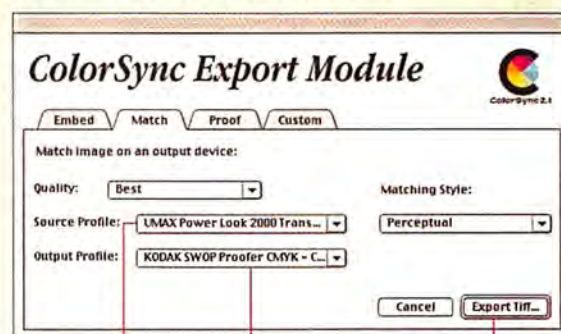 ColorSync Export Module
ColorSync 2.1
Embed Match Proof Custom
Match image on an output device:
Quality: Best Matching Style:
Source Profile: UMAX Power Look 2000 Trans... Perceptual
Output Profile: KODAK SWOP Proofer CMYK - C...
Cancel Export Tiff...